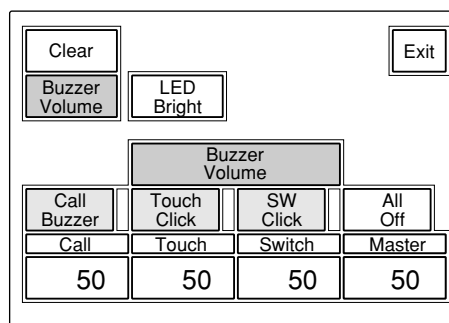 Clear
Exit
Buzzer
Volume
LED
Bright
Buzzer
Volume
Call
Buzzer
Touch
Click
SW
Click
All
Off
Call Touch Switch Master
50 50 50 50